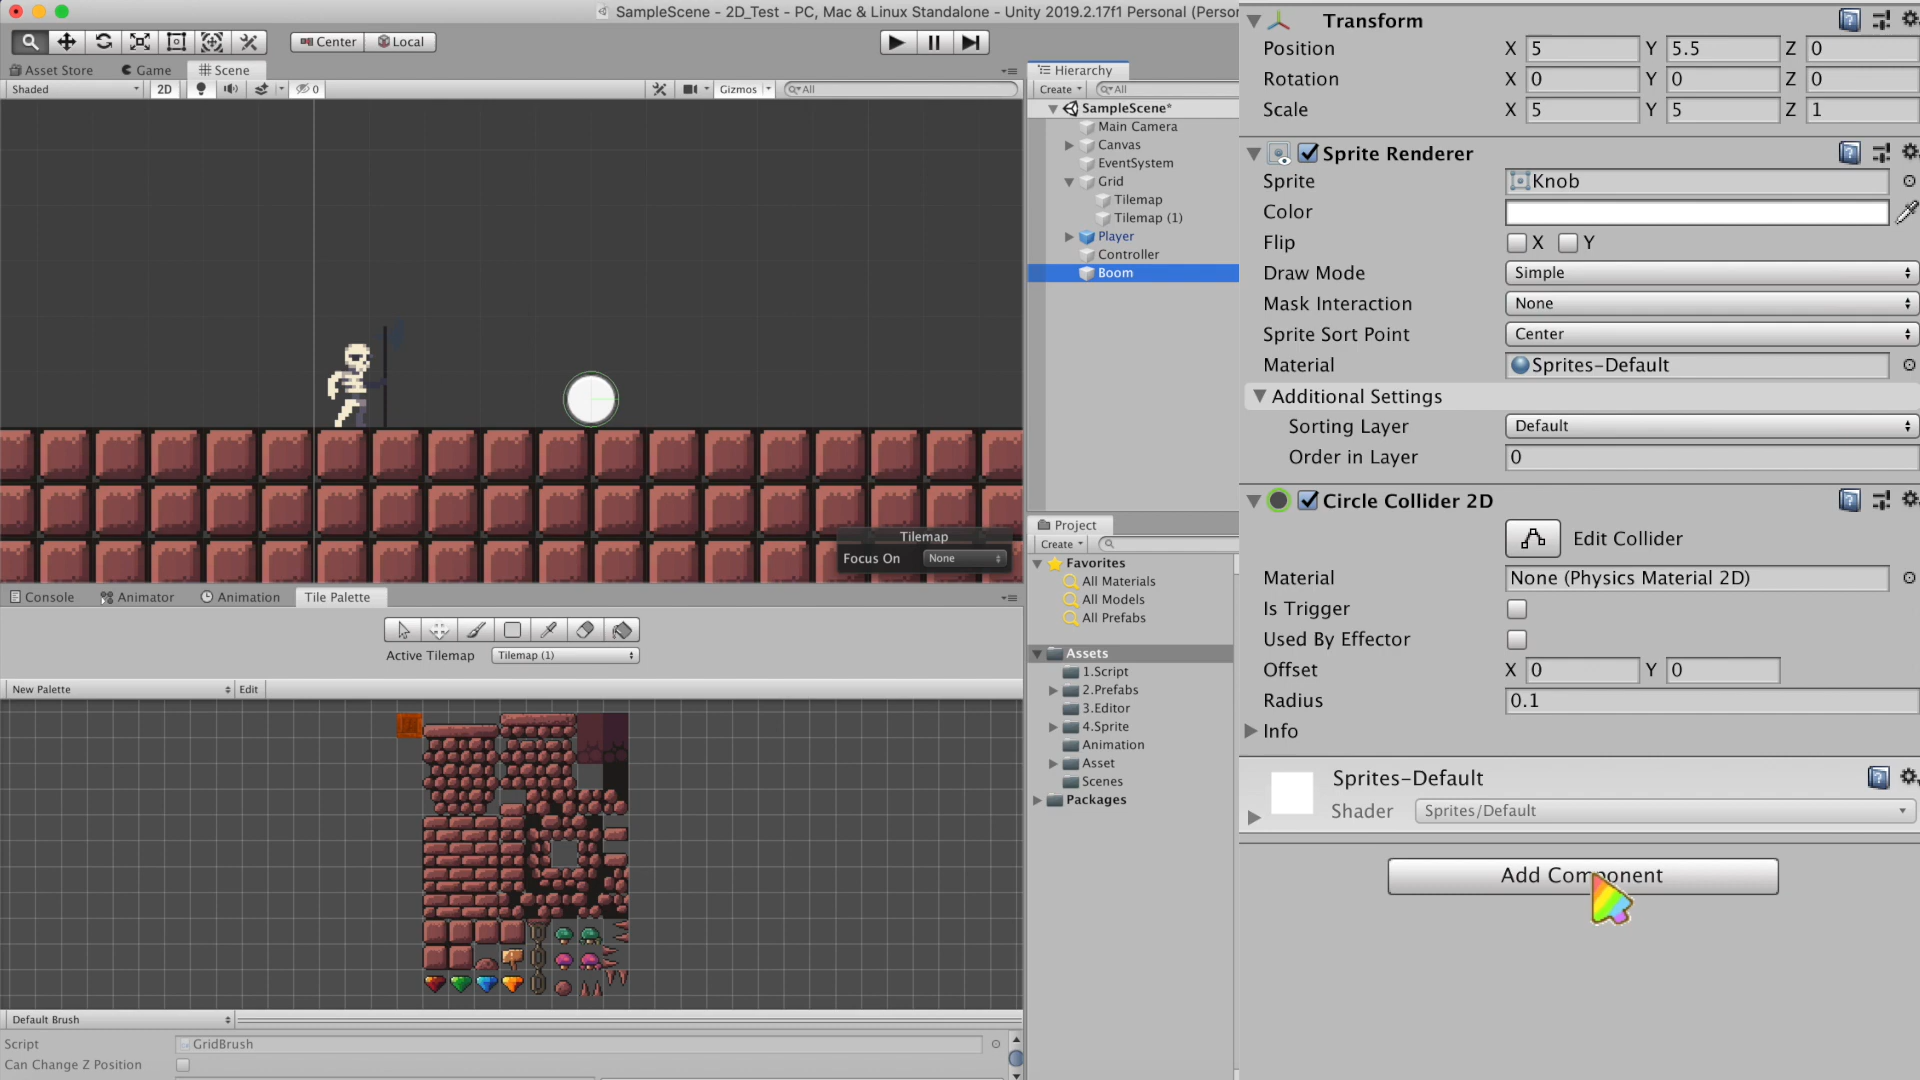 SampleScene - 2D_Test - PC, Mac & Linux Standalone - Unity 2019.2.17f1 Personal (Person
Center
Local
Asset Store
Game
Scene
Shaded
2D
0
Gizmos
All
Hierarchy
Create
All
SampleScene*
Main Camera
Canvas
EventSystem
Grid
Tilemap
Tilemap (1)
Player
Controller
Boom
Tilemap
Focus On
None
Project
Create
Favorites
All Materials
All Models
All Prefabs
Assets
1.Script
2.Prefabs
3.Editor
4.Sprite
Animation
Asset
Scenes
Packages
Console
Animator
Animation
Tile Palette
Active Tilemap
Tilemap (1)
New Palette
Edit
Default Brush
Script
GridBrush
Can Change Z Position
Transform
Position X 5 Y 5.5 Z 0
Rotation X 0 Y 0 Z 0
Scale X 5 Y 5 Z 1
Sprite Renderer
Sprite Knob
Color
Flip X Y
Draw Mode Simple
Mask Interaction None
Sprite Sort Point Center
Material Sprites-Default
Additional Settings
Sorting Layer Default
Order in Layer 0
Circle Collider 2D
Edit Collider
Material None (Physics Material 2D)
Is Trigger
Used By Effector
Offset X 0 Y 0
Radius 0.1
Info
Sprites-Default
Shader Sprites/Default
Add Component